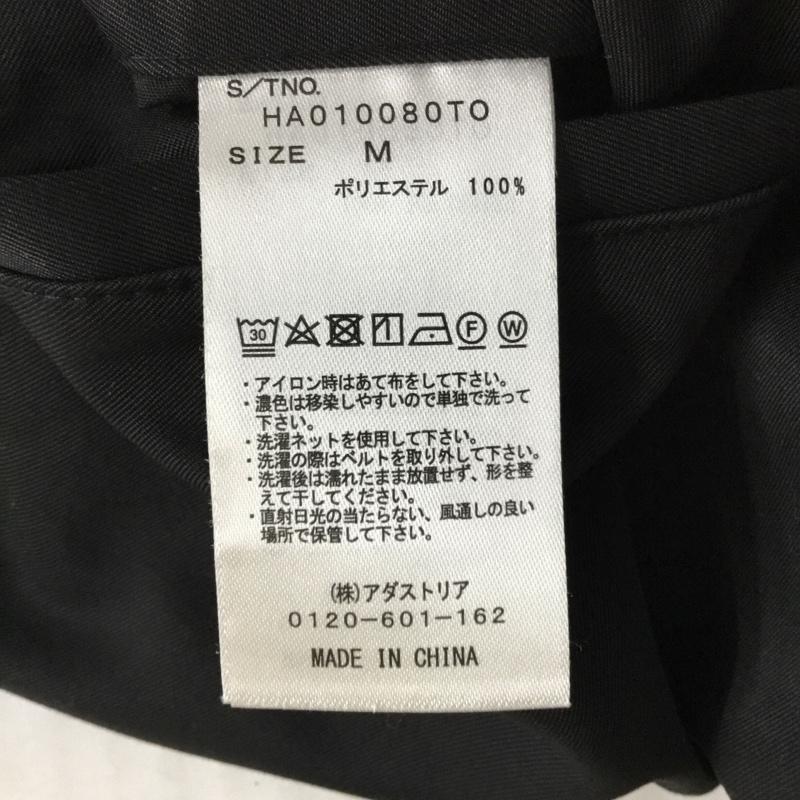 S/TNO.
HA010080TO
SIZE M
ポリエステル 100%
30 F W
・アイロン時はあて布をして下さい。
・濃色は移染しやすいので単独で洗って
下さい。
・洗濯ネットを使用して下さい。
・洗濯の際はベルトを取り外して下さい。
・洗濯後は濡れたまま放置せず、形を整
えて干してください。
・直射日光の当たらない、風通しの良い
場所で保管して下さい。
(株)アダストリア
0120-601-162
MADE IN CHINA